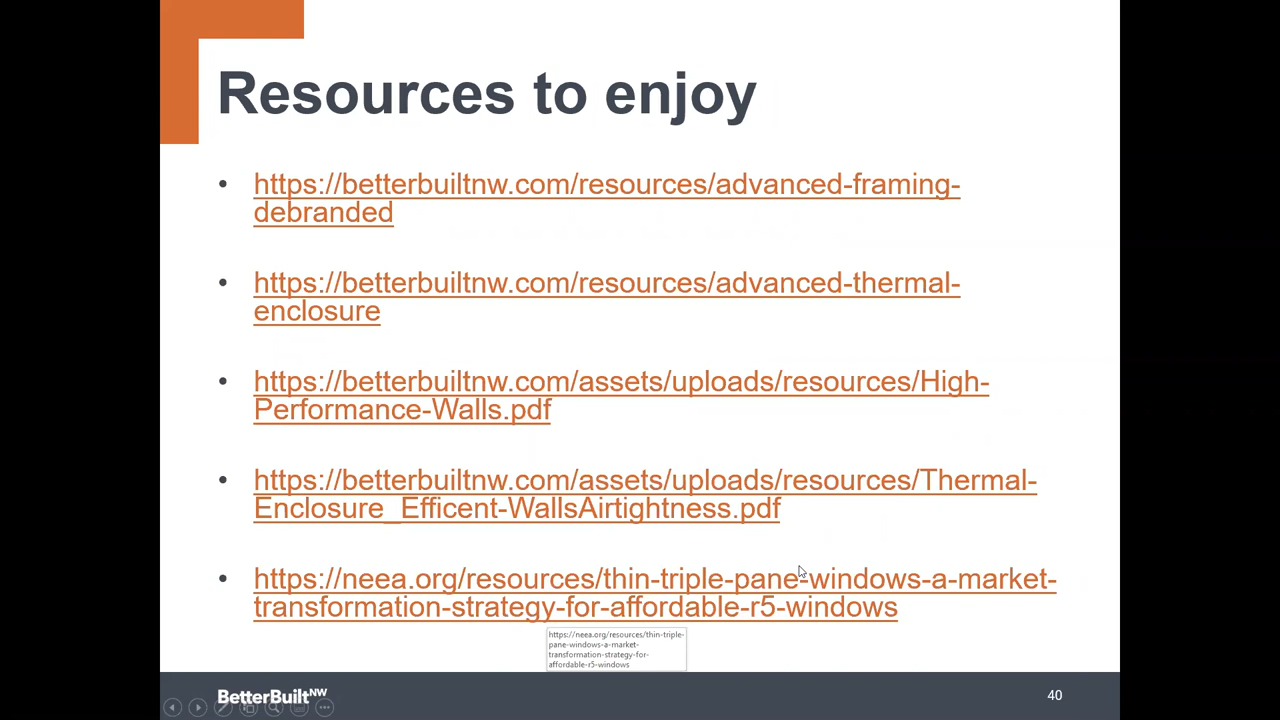 Resources to enjoy
• https://betterbuiltnw.com/resources/advanced-framing-
debranded
• https://betterbuiltnw.com/resources/advanced-thermal-
enclosure
• https://betterbuiltnw.com/assets/uploads/resources/High-
Performance-Walls.pdf
• https://betterbuiltnw.com/assets/uploads/resources/Thermal-
Enclosure_Efficent-WallsAirtightness.pdf
• https://neea.org/resources/thin-triple-pane-windows-a-market-
transformation-strategy-for-affordable-r5-windows
https://neea.org/resources/thin-triple-
pane-windows-a-market-
transformation-strategy-for-
affordable-r5-windows
BetterBuiltNW
40